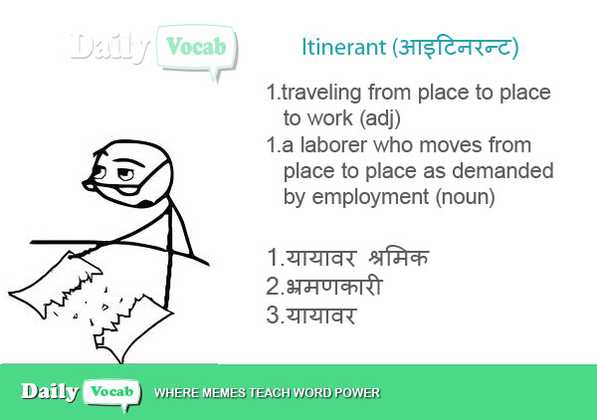 Daily Vocab
Itinerant (आइटिनरन्ट)
1.traveling from place to place
to work (adj)
1.a laborer who moves from
place to place as demanded
by employment (noun)
1.यायावर श्रमिक
2.भ्रमणकारी
3.यायावर
Daily Vocab WHERE MEMES TEACH WORD POWER